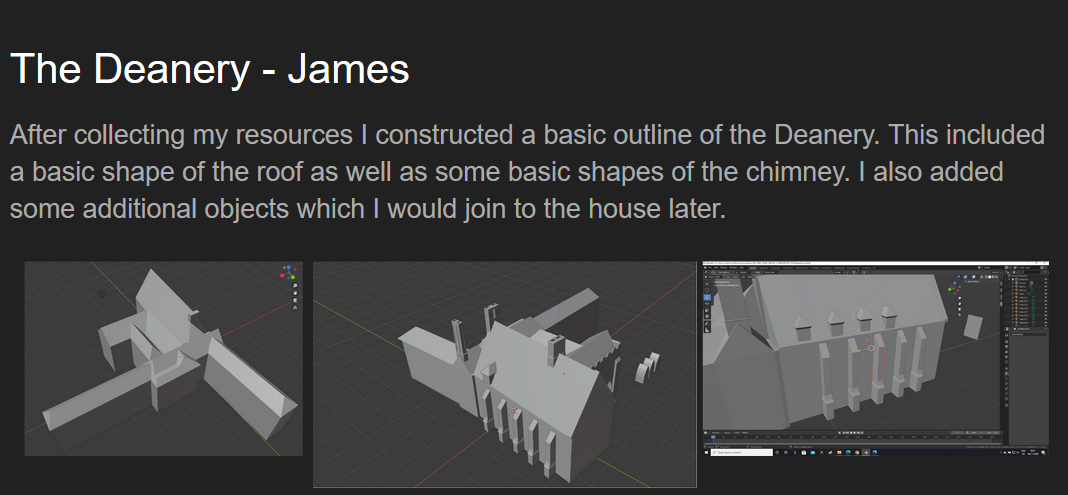 The Deanery - James
After collecting my resources I constructed a basic outline of the Deanery. This included
a basic shape of the roof as well as some basic shapes of the chimney. I also added
some additional objects which I would join to the house later.